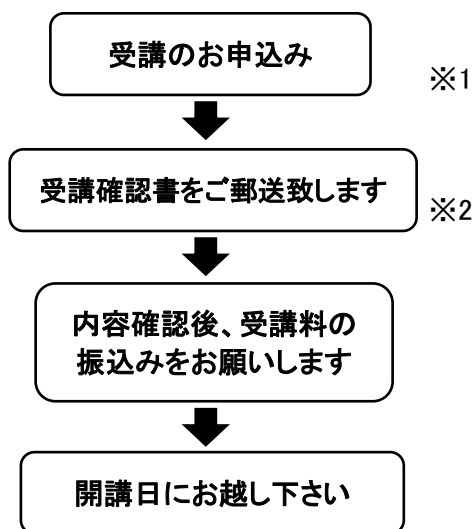 受講のお申込み
※1
受講確認書をご郵送致します
※2
内容確認後、受講料の
振込みをお願いします
開講日にお越し下さい